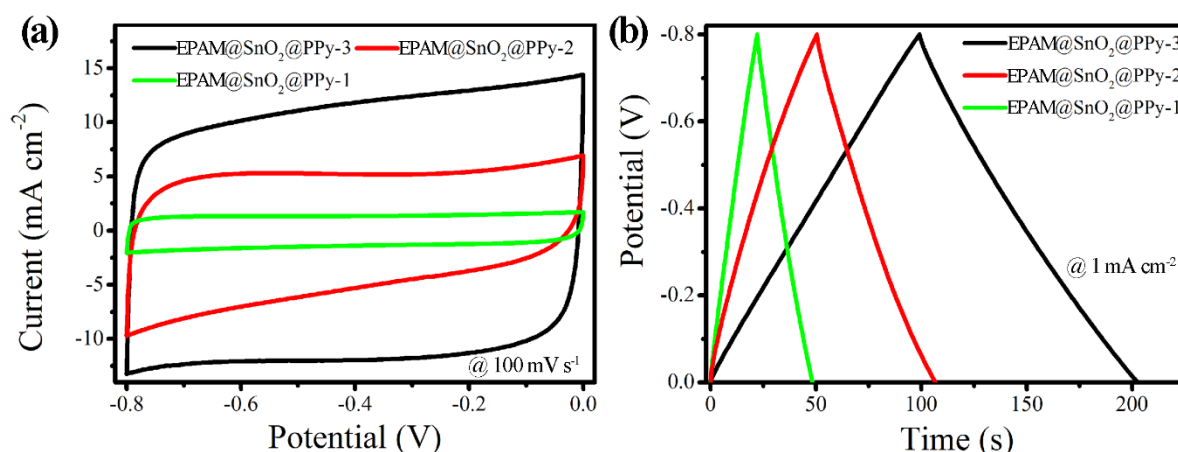 (a)
EPAM@SnO₂@PPy-3 EPAM@SnO₂@PPy-2
EPAM@SnO₂@PPy-1
15
10
5
0
-5
-10
Current (mA cm⁻²)
@ 100 mV s⁻¹
-0.8 -0.6 -0.4 -0.2 0.0
Potential (V)
(b)
EPAM@SnO₂@PPy-3
EPAM@SnO₂@PPy-2
EPAM@SnO₂@PPy-1
-0.8
-0.6
-0.4
-0.2
0.0
Potential (V)
@ 1 mA cm⁻²
0 50 100 150 200
Time (s)